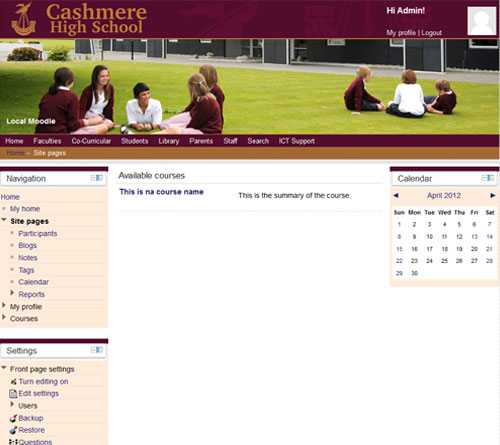 Cashmere
High School
Hi Admin!
My profile | Logout
Local Moodle
Home Faculties Co-Curricular Students Library Parents Staff Search ICT Support
Home Site pages
Navigation
Home
My home
Site pages
Participants
Blogs
Notes
Tags
Calendar
Reports
My profile
Courses
Settings
Front page settings
Turn editing on
Edit settings
Users
Backup
Restore
Questions
Available courses
This is na course name
This is the summary of the course.
Calendar
◄ April 2012 ►
Sun Mon Tue Wed Thu Fri Sat
1 2 3 4 5 6 7
8 9 10 11 12 13 14
15 16 17 18 19 20 21
22 23 24 25 26 27 28
29 30